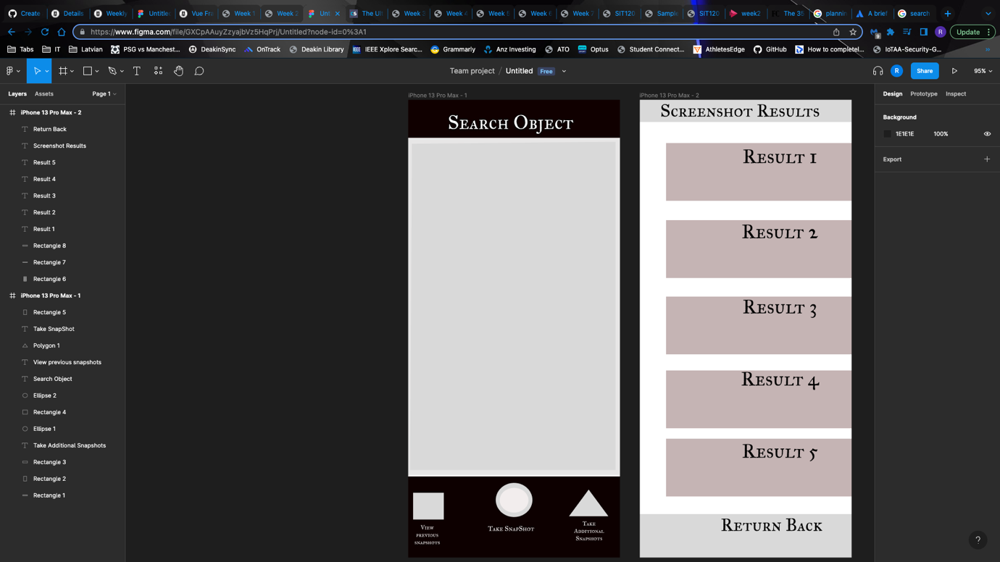 Create
Details
Weekly
Untitle
Vue Fra
Week 1
Week 2
Unti
The Ul
Week 3
Week 4
Week 6
Week 7
SIT120
Sample
SIT120
week2
The 35
plannin
A brief
search
https://www.figma.com/file/GXCpAAuyZzyajbVz5HqPrj/Untitled?node-id=0%3A1
9
R
Update
Tabs
IT
Latvian
PSG vs Manchest...
DeakinSync
OnTrack
Deakin Library
IEEE Xplore Searc...
Grammarly
Anz Investing
ATO
Optus
Student Connect...
AthletesEdge
GitHub
How to completel...
IoTAA-Security-G...
»
Team project / Untitled Free
R
Share
95%
Layers
Assets
Page 1
Design
Prototype
Inspect
iPhone 13 Pro Max - 2
Return Back
Screenshot Results
Result 5
Result 4
Result 3
Result 2
Result 1
Rectangle 8
Rectangle 7
Rectangle 6
iPhone 13 Pro Max - 1
Rectangle 5
Take SnapShot
Polygon 1
View previous snapshots
Search Object
Ellipse 2
Rectangle 4
Ellipse 1
Take Additional Snapshots
Rectangle 3
Rectangle 2
Rectangle 1
iPhone 13 Pro Max - 1
Search Object
View
previous
snapshots
Take SnapShot
Take
Additional
Snapshots
iPhone 13 Pro Max - 2
Screenshot Results
Result 1
Result 2
Result 3
Result 4
Result 5
Return Back
Background
1E1E1E
100%
Export
?